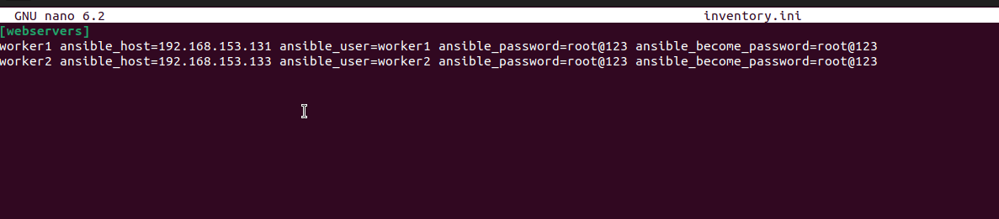 GNU nano 6.2 inventory.ini
[webservers]
worker1 ansible_host=192.168.153.131 ansible_user=worker1 ansible_password=root@123 ansible_become_password=root@123
worker2 ansible_host=192.168.153.133 ansible_user=worker2 ansible_password=root@123 ansible_become_password=root@123